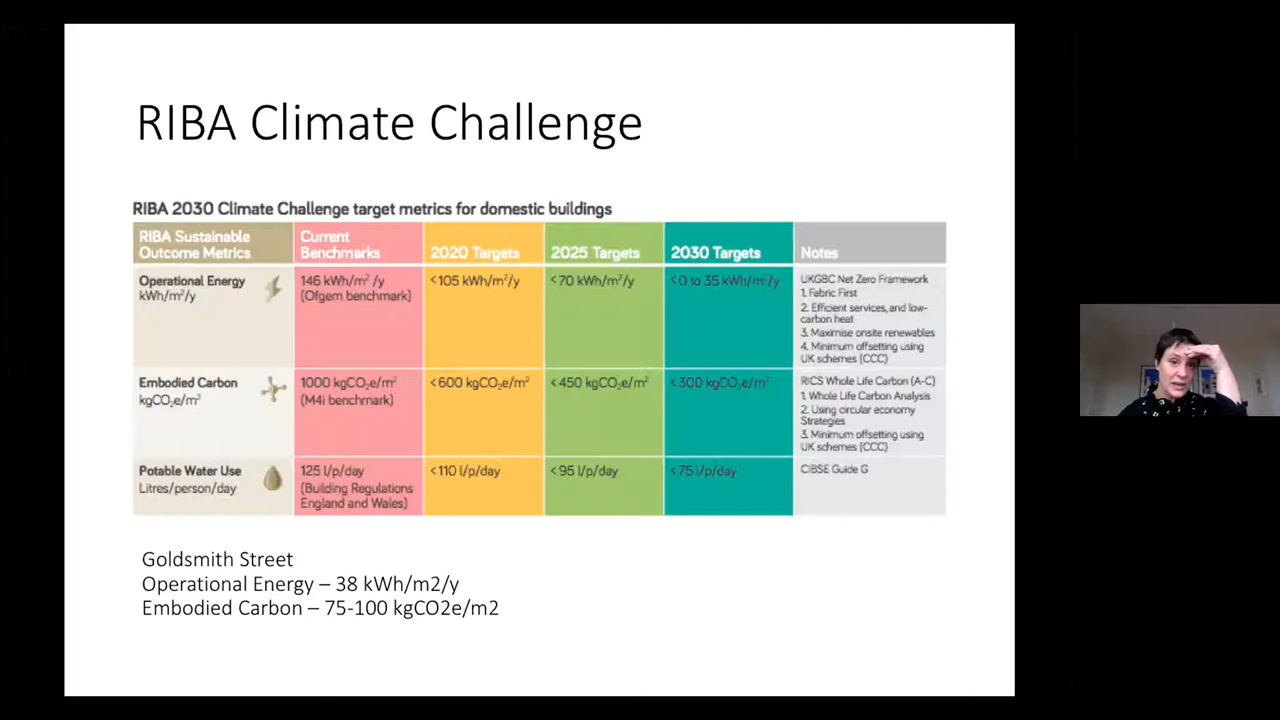 RIBA Climate Challenge
RIBA 2030 Climate Challenge target metrics for domestic buildings
RIBA Sustainable
Outcome Metrics
Current
Benchmarks
2020 Targets
2025 Targets
2030 Targets
Notes
Operational Energy
kWh/m²/y
146 kWh/m² /y
(Ofgem benchmark)
<105 kWh/m²/y
<70 kWh/m²/y
<0 to 35 kWh/m²/y
UKGBC Net Zero Framework
1. Fabric First
2. Efficient services, and low-
carbon heat
3. Maximise onsite renewables
4. Minimum offsetting using
UK schemes (CCC)
Embodied Carbon
kgCO₂e/m²
1000 kgCO₂e/m²
(M4i benchmark)
<600 kgCO₂e/m²
<450 kgCO₂e/m²
<300 kgCO₂e/m²
RICS Whole Life Carbon (A-C)
1. Whole Life Carbon Analysis
2. Using circular economy
Strategies
3. Minimum offsetting using
UK schemes (CCC)
Potable Water Use
Litres/person/day
125 l/p/day
(Building Regulations
England and Wales)
<110 l/p/day
<95 l/p/day
<75 l/p/day
CIBSE Guide G
Goldsmith Street
Operational Energy – 38 kWh/m2/y
Embodied Carbon – 75-100 kgCO2e/m2